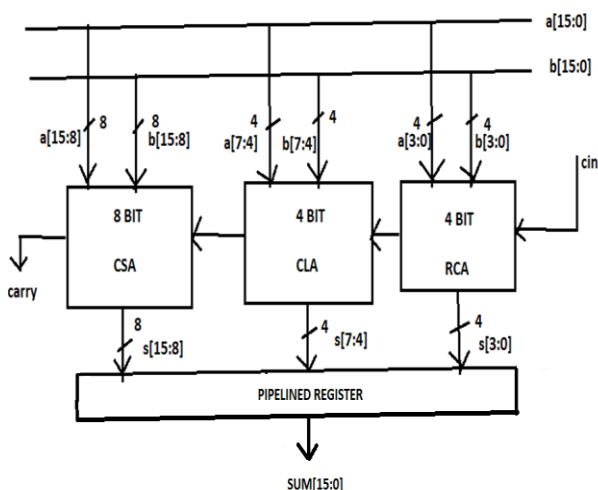 a[15:0]
b[15:0]
8 8 4 4 4 4
a[15:8] b[15:8] a[7:4] b[7:4] a[3:0] b[3:0]
cin
8 BIT
CSA
4 BIT
CLA
4 BIT
RCA
carry
8
s[15:8]
4
s[7:4]
4
s[3:0]
PIPELINED REGISTER
SUM[15:0]